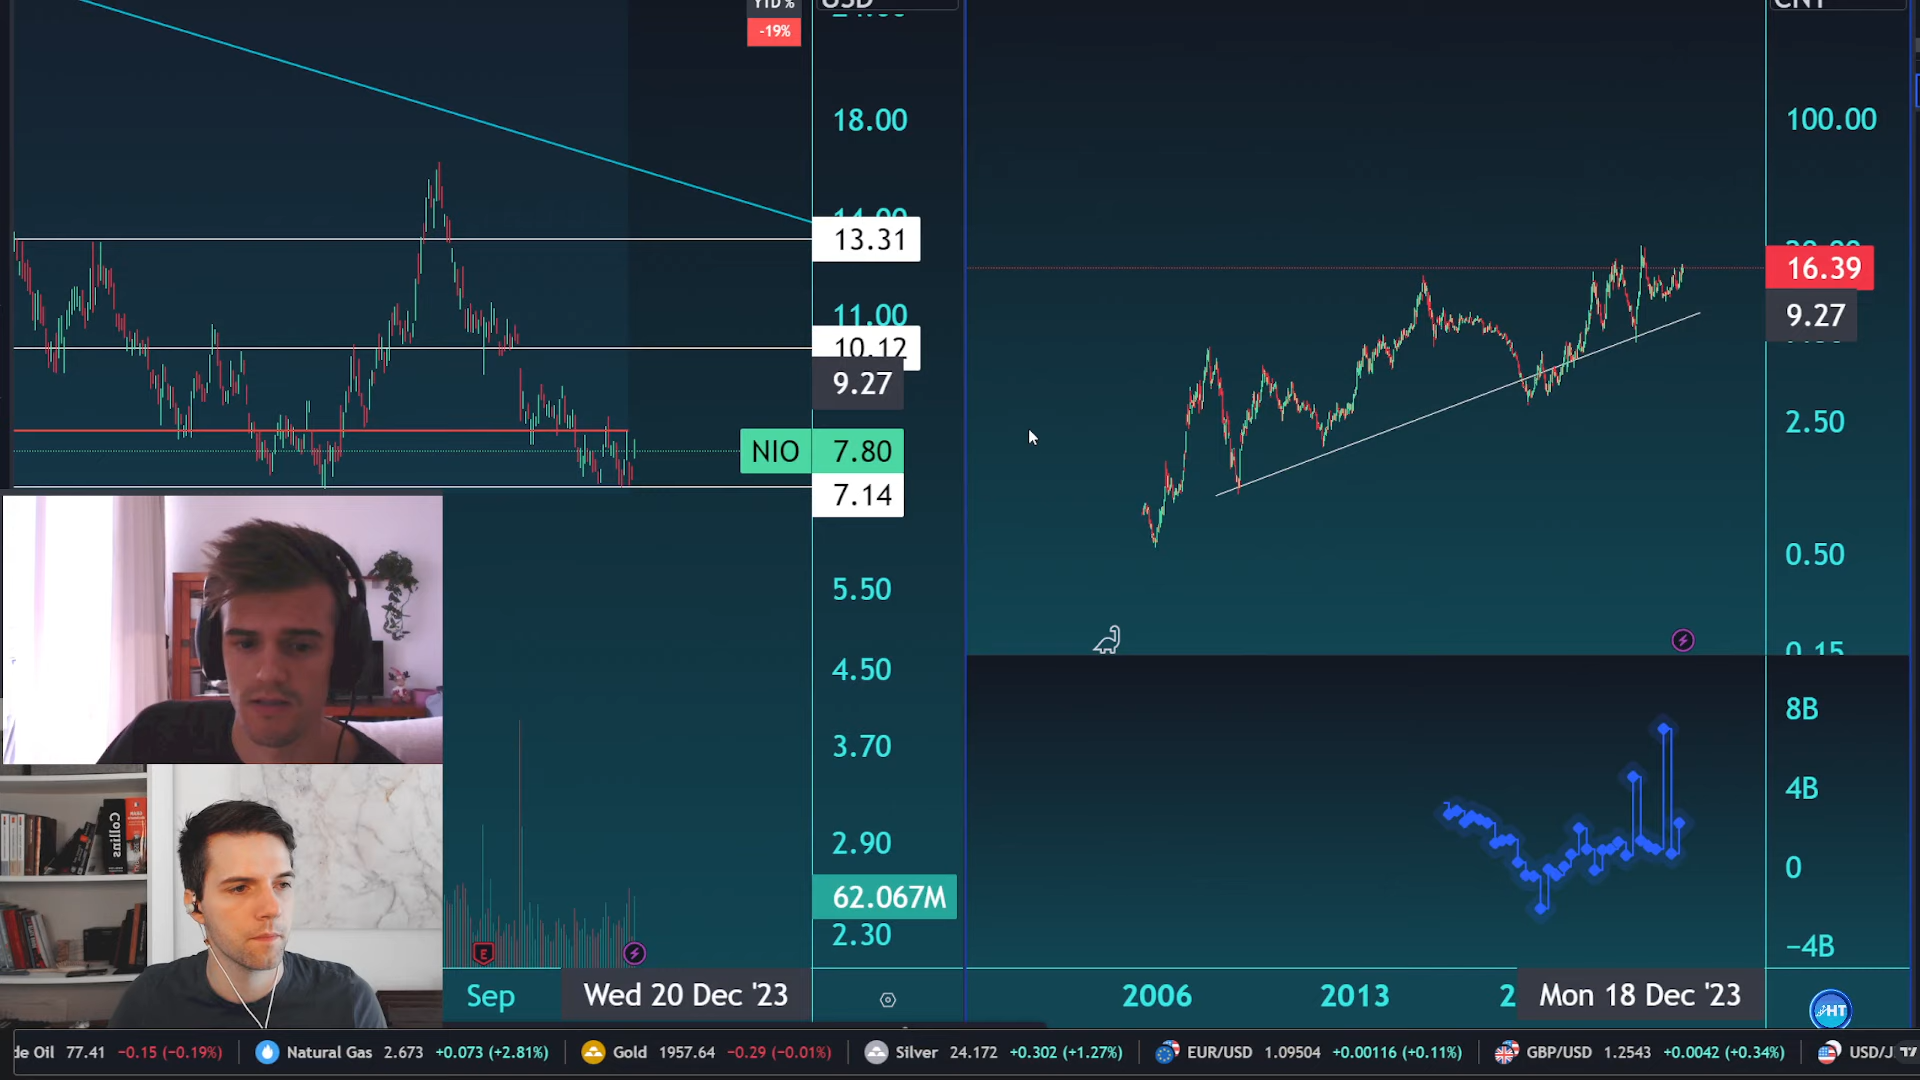 YTD %
-19%
USD
18.00
13.31
11.00
10.12
9.27
NIO 7.80
7.14
5.50
4.50
3.70
2.90
62.067M
2.30
Sep
Wed 20 Dec '23
E
Collins
CNY
100.00
16.39
9.27
2.50
0.50
0.15
8B
4B
0
−4B
2006
2013
2
Mon 18 Dec '23
HT
de Oil 77.41 −0.15 (−0.19%)
Natural Gas 2.673 +0.073 (+2.81%)
Gold 1957.64 −0.29 (−0.01%)
Silver 24.172 +0.302 (+1.27%)
EUR/USD 1.09504 +0.00116 (+0.11%)
GBP/USD 1.2543 +0.0042 (+0.34%)
USD/J